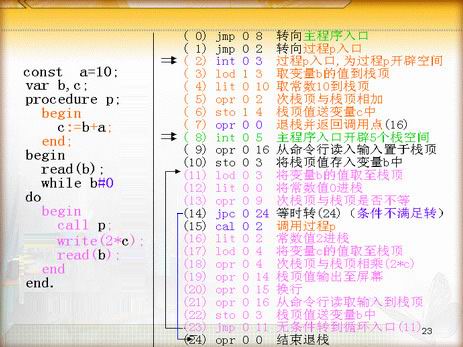 const a=10;
var b,c;
procedure p;
begin
c:=b+a;
end;
begin
read(b);
while b#0
do
begin
call p;
write(2*c);
read(b);
end
end.
( 0) jmp 0 8 转向主程序入口
( 1) jmp 0 2 转向过程p入口
( 2) int 0 3 过程p入口,为过程p开辟空间
( 3) lod 1 3 取变量b的值到栈顶
( 4) lit 0 10 取常数10到栈顶
( 5) opr 0 2 次栈顶与栈顶相加
( 6) sto 1 4 栈顶值送变量c中
( 7) opr 0 0 退栈并返回调用点(16)
( 8) int 0 5 主程序入口开辟5个栈空间
( 9) opr 0 16 从命令行读入值置于栈顶
(10) sto 0 3 将栈顶值存入变量b中
(11) lod 0 3 将变量b的值取至栈顶
(12) lit 0 0 将常数值0进栈
(13) opr 0 9 次栈顶与栈顶是否不等
(14) jpc 0 24 等时转(24) (条件不满足转)
(15) cal 0 2 调用过程p
(16) lit 0 2 常数值2进栈
(17) lod 0 4 将变量c的值取至栈顶
(18) opr 0 4 次栈顶与栈顶相乘(2*c)
(19) opr 0 14 栈顶值输出至屏幕
(20) opr 0 15 换行
(21) opr 0 16 从命令行读取值到栈顶
(22) sto 0 3 栈顶值送变量b中
(23) jmp 0 11 无条件转到循环入口(11)
(24) opr 0 0 结束退栈
23